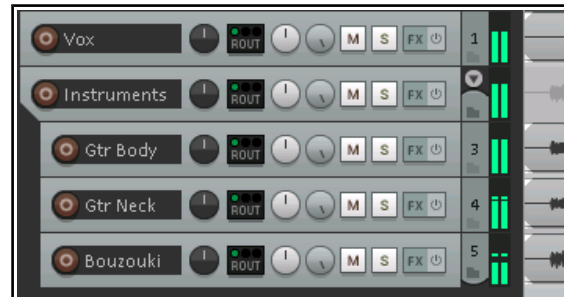 Vox ROUT M S FX 1
Instruments ROUT M S FX
Gtr Body ROUT M S FX 3
Gtr Neck ROUT M S FX 4
Bouzouki ROUT M S FX 5